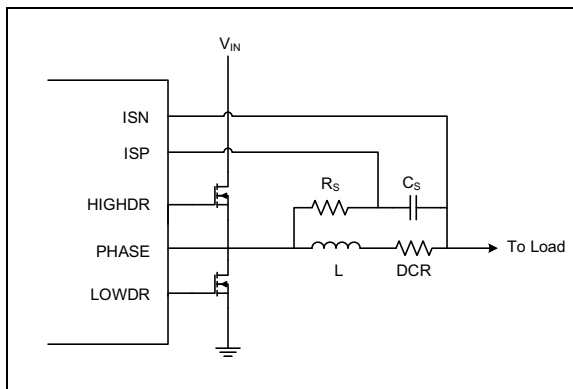 V_IN
ISN
ISP
R_S
C_S
HIGHDR
PHASE
To Load
L
DCR
LOWDR